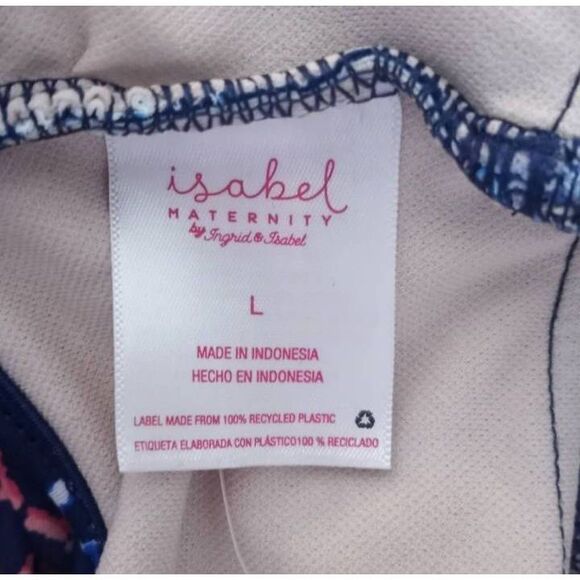 isabel
MATERNITY
by Ingrid & Isabel
L
MADE IN INDONESIA
HECHO EN INDONESIA
LABEL MADE FROM 100% RECYCLED PLASTIC
ETIQUETA ELABORADA CON PLÁSTICO100 % RECICLADO